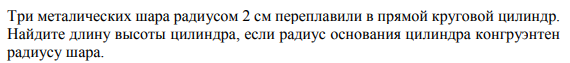 Три металических шара радиусом 2 см переплавили в прямой круговой цилиндр.
Найдите длину высоты цилиндра, если радиус основания цилиндра конгруэнтен
радиусу шара.